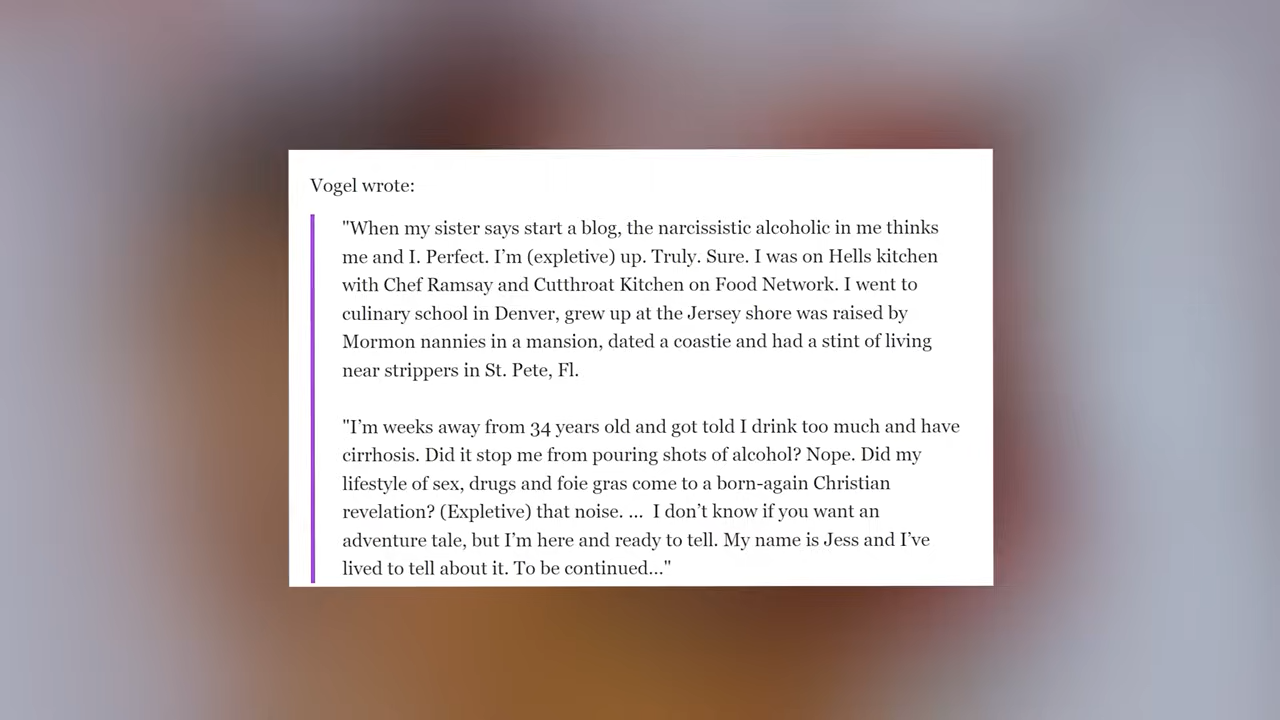 Vogel wrote:
"When my sister says start a blog, the narcissistic alcoholic in me thinks
me and I. Perfect. I'm (expletive) up. Truly. Sure. I was on Hells kitchen
with Chef Ramsay and Cutthroat Kitchen on Food Network. I went to
culinary school in Denver, grew up at the Jersey shore was raised by
Mormon nannies in a mansion, dated a coastie and had a stint of living
near strippers in St. Pete, Fl.
"I'm weeks away from 34 years old and got told I drink too much and have
cirrhosis. Did it stop me from pouring shots of alcohol? Nope. Did my
lifestyle of sex, drugs and foie gras come to a born-again Christian
revelation? (Expletive) that noise. ... I don't know if you want an
adventure tale, but I'm here and ready to tell. My name is Jess and I've
lived to tell about it. To be continued..."